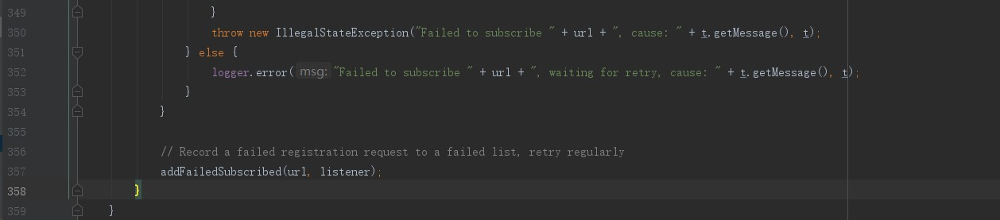 349 }
350 throw new IllegalStateException("Failed to subscribe " + url + ", cause: " + t.getMessage(), t);
351 } else {
352 logger.error( msg: "Failed to subscribe " + url + ", waiting for retry, cause: " + t.getMessage(), t);
353 }
354 }
355
356 // Record a failed registration request to a failed list, retry regularly
357 addFailedSubscribed(url, listener);
358 }
359 }